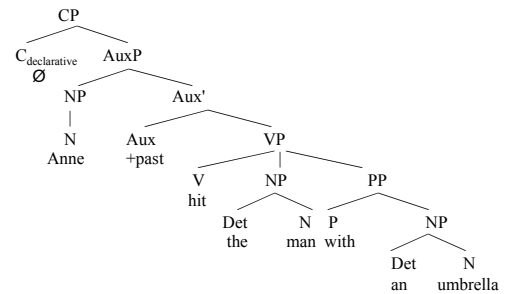 CP
Cdeclarative AuxP
Ø
NP Aux'
N Aux VP
Anne +past
V NP PP
hit
Det N P NP
the man with
Det N
an umbrella